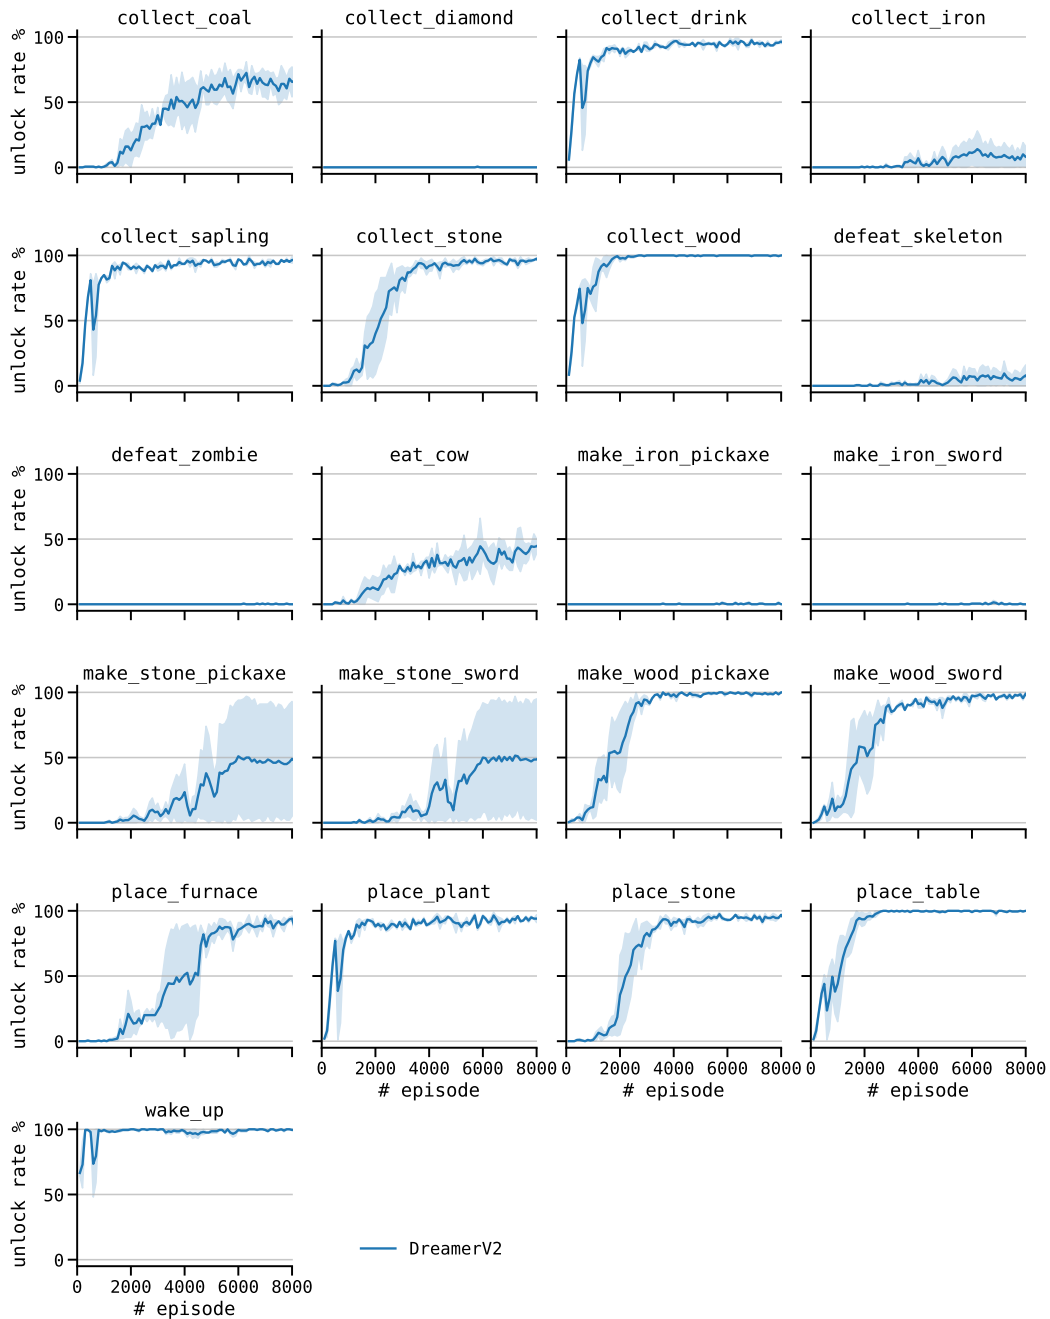 collect_coal collect_diamond collect_drink collect_iron
unlock rate %
100
50
0
collect_sapling collect_stone collect_wood defeat_skeleton
unlock rate %
100
50
0
defeat_zombie eat_cow make_iron_pickaxe make_iron_sword
unlock rate %
100
50
0
make_stone_pickaxe make_stone_sword make_wood_pickaxe make_wood_sword
unlock rate %
100
50
0
place_furnace place_plant place_stone place_table
unlock rate %
100
50
0
0 2000 4000 6000 8000 0 2000 4000 6000 8000 0 2000 4000 6000 8000
# episode # episode # episode
wake_up
unlock rate %
100
50
0
0 2000 4000 6000 8000
# episode
DreamerV2